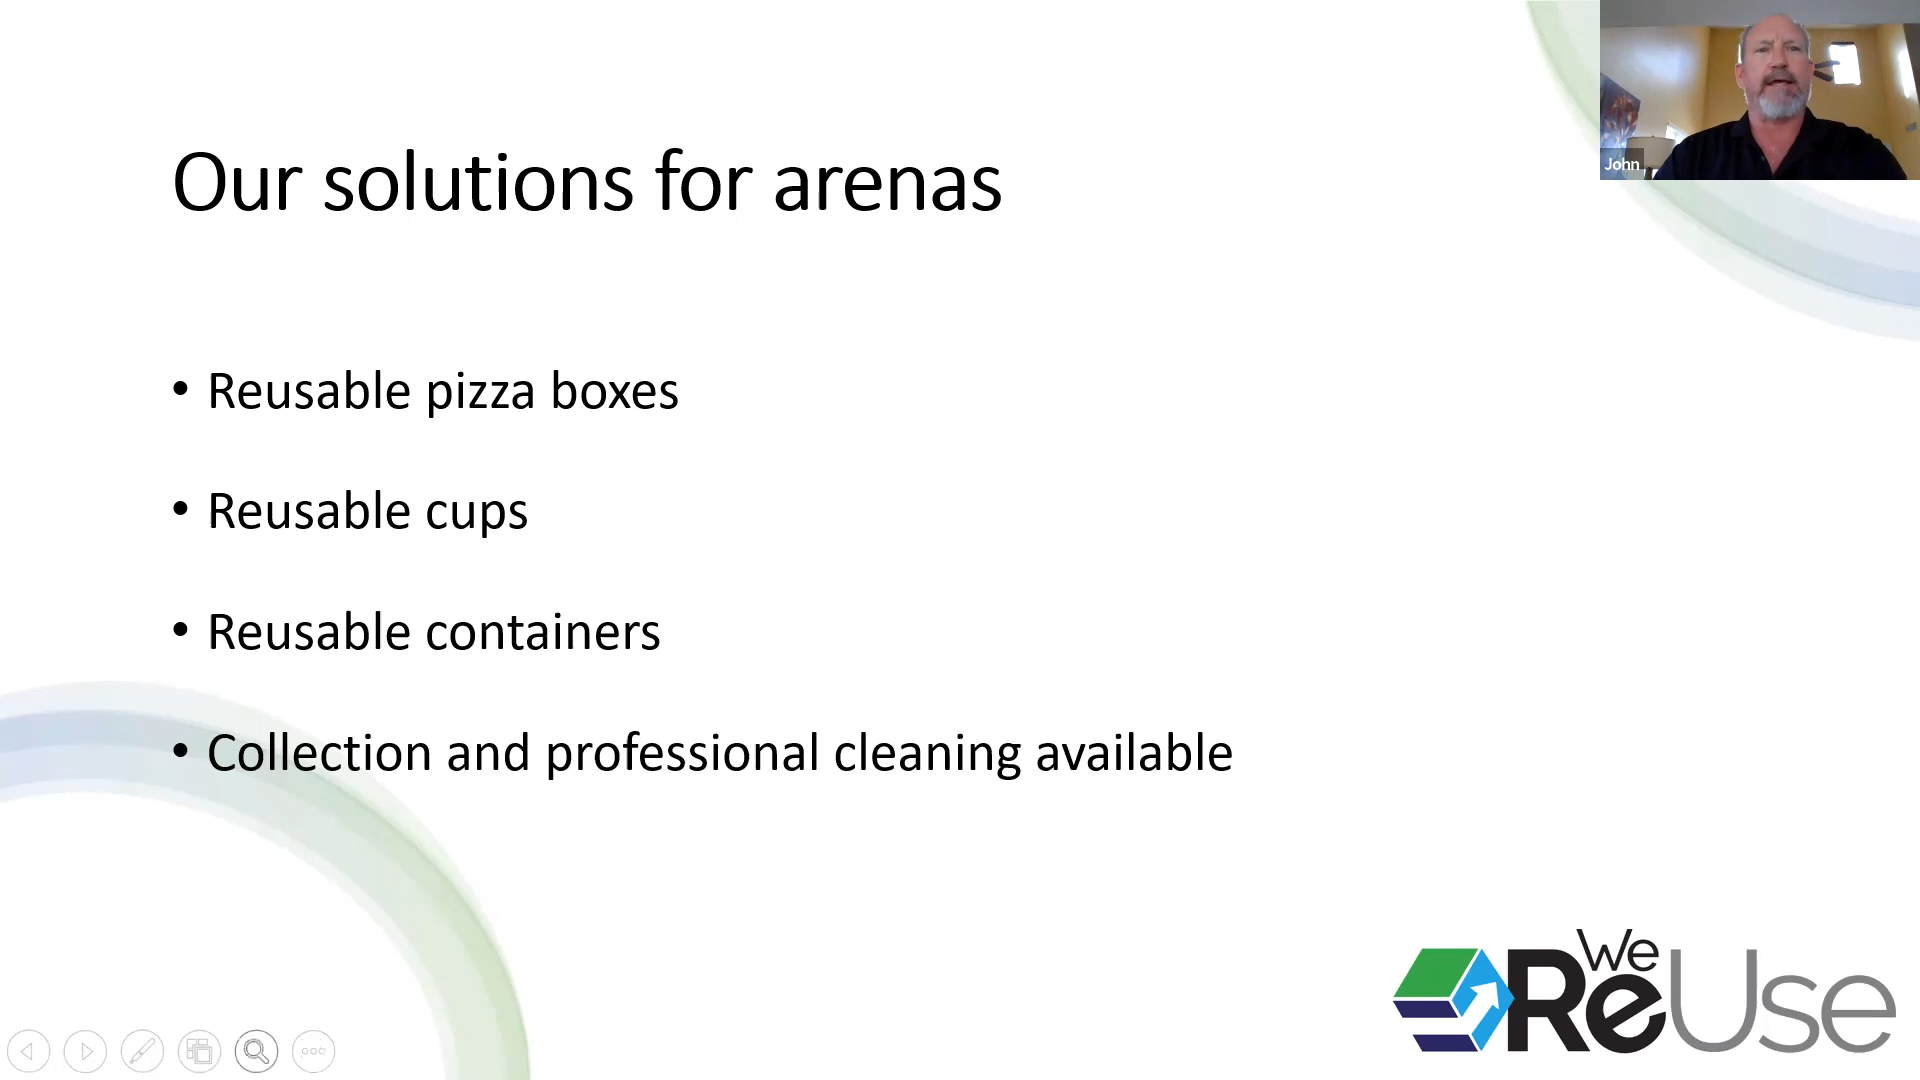 John
Our solutions for arenas
• Reusable pizza boxes
• Reusable cups
• Reusable containers
• Collection and professional cleaning available
We
ReUse